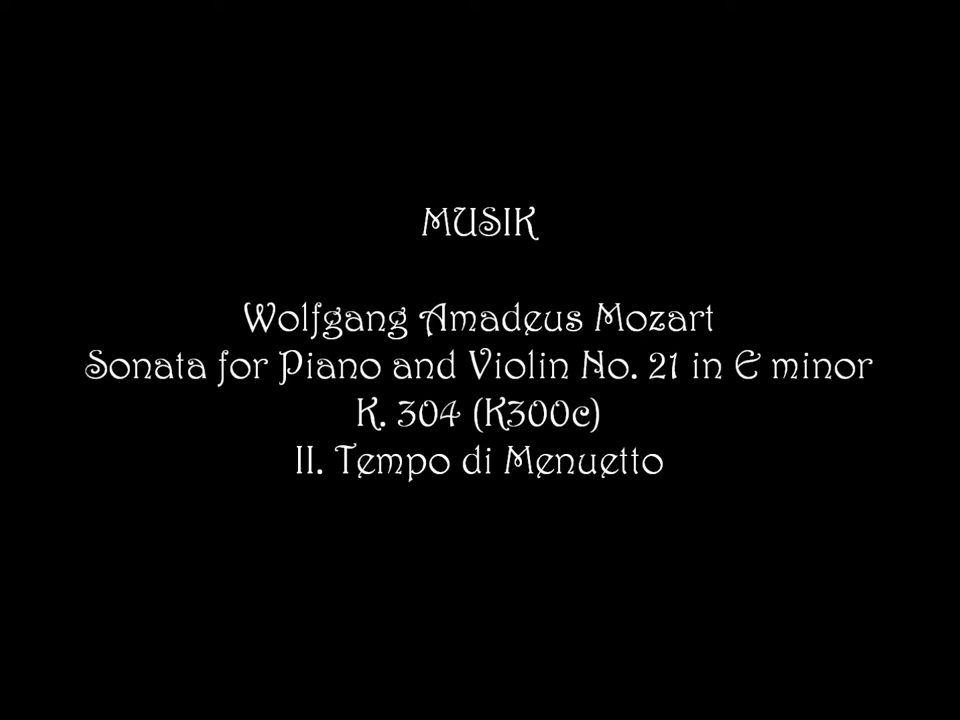 MUSIK
Wolfgang Amadeus Mozart
Sonata for Piano and Violin No. 21 in E minor
K. 304 (K300c)
II. Tempo di Menuetto